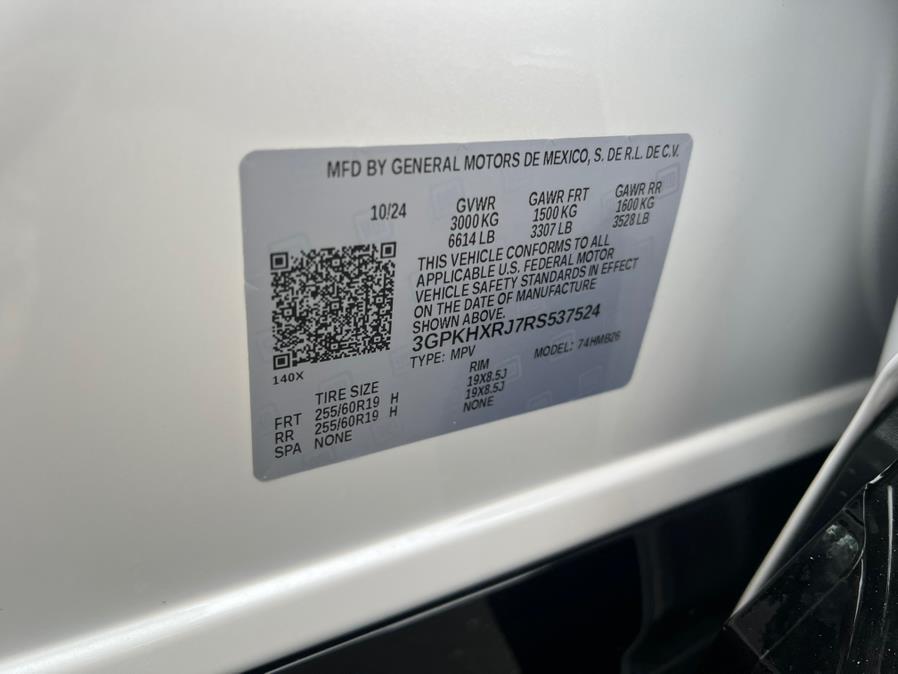 MFD BY GENERAL MOTORS DE MEXICO, S. DE R.L. DE C.V.
10/24 GVWR GAWR FRT GAWR RR
3000 KG 1500 KG 1600 KG
6614 LB 3307 LB 3528 LB
THIS VEHICLE CONFORMS TO ALL
APPLICABLE U.S. FEDERAL MOTOR
VEHICLE SAFETY STANDARDS IN EFFECT
ON THE DATE OF MANUFACTURE
SHOWN ABOVE.
3GPKHXRJ7RS537524
TYPE: MPV MODEL: 74HMB26
140X
TIRE SIZE RIM
FRT 255/60R19 H 19X8.5J
RR 255/60R19 H 19X8.5J
SPA NONE NONE